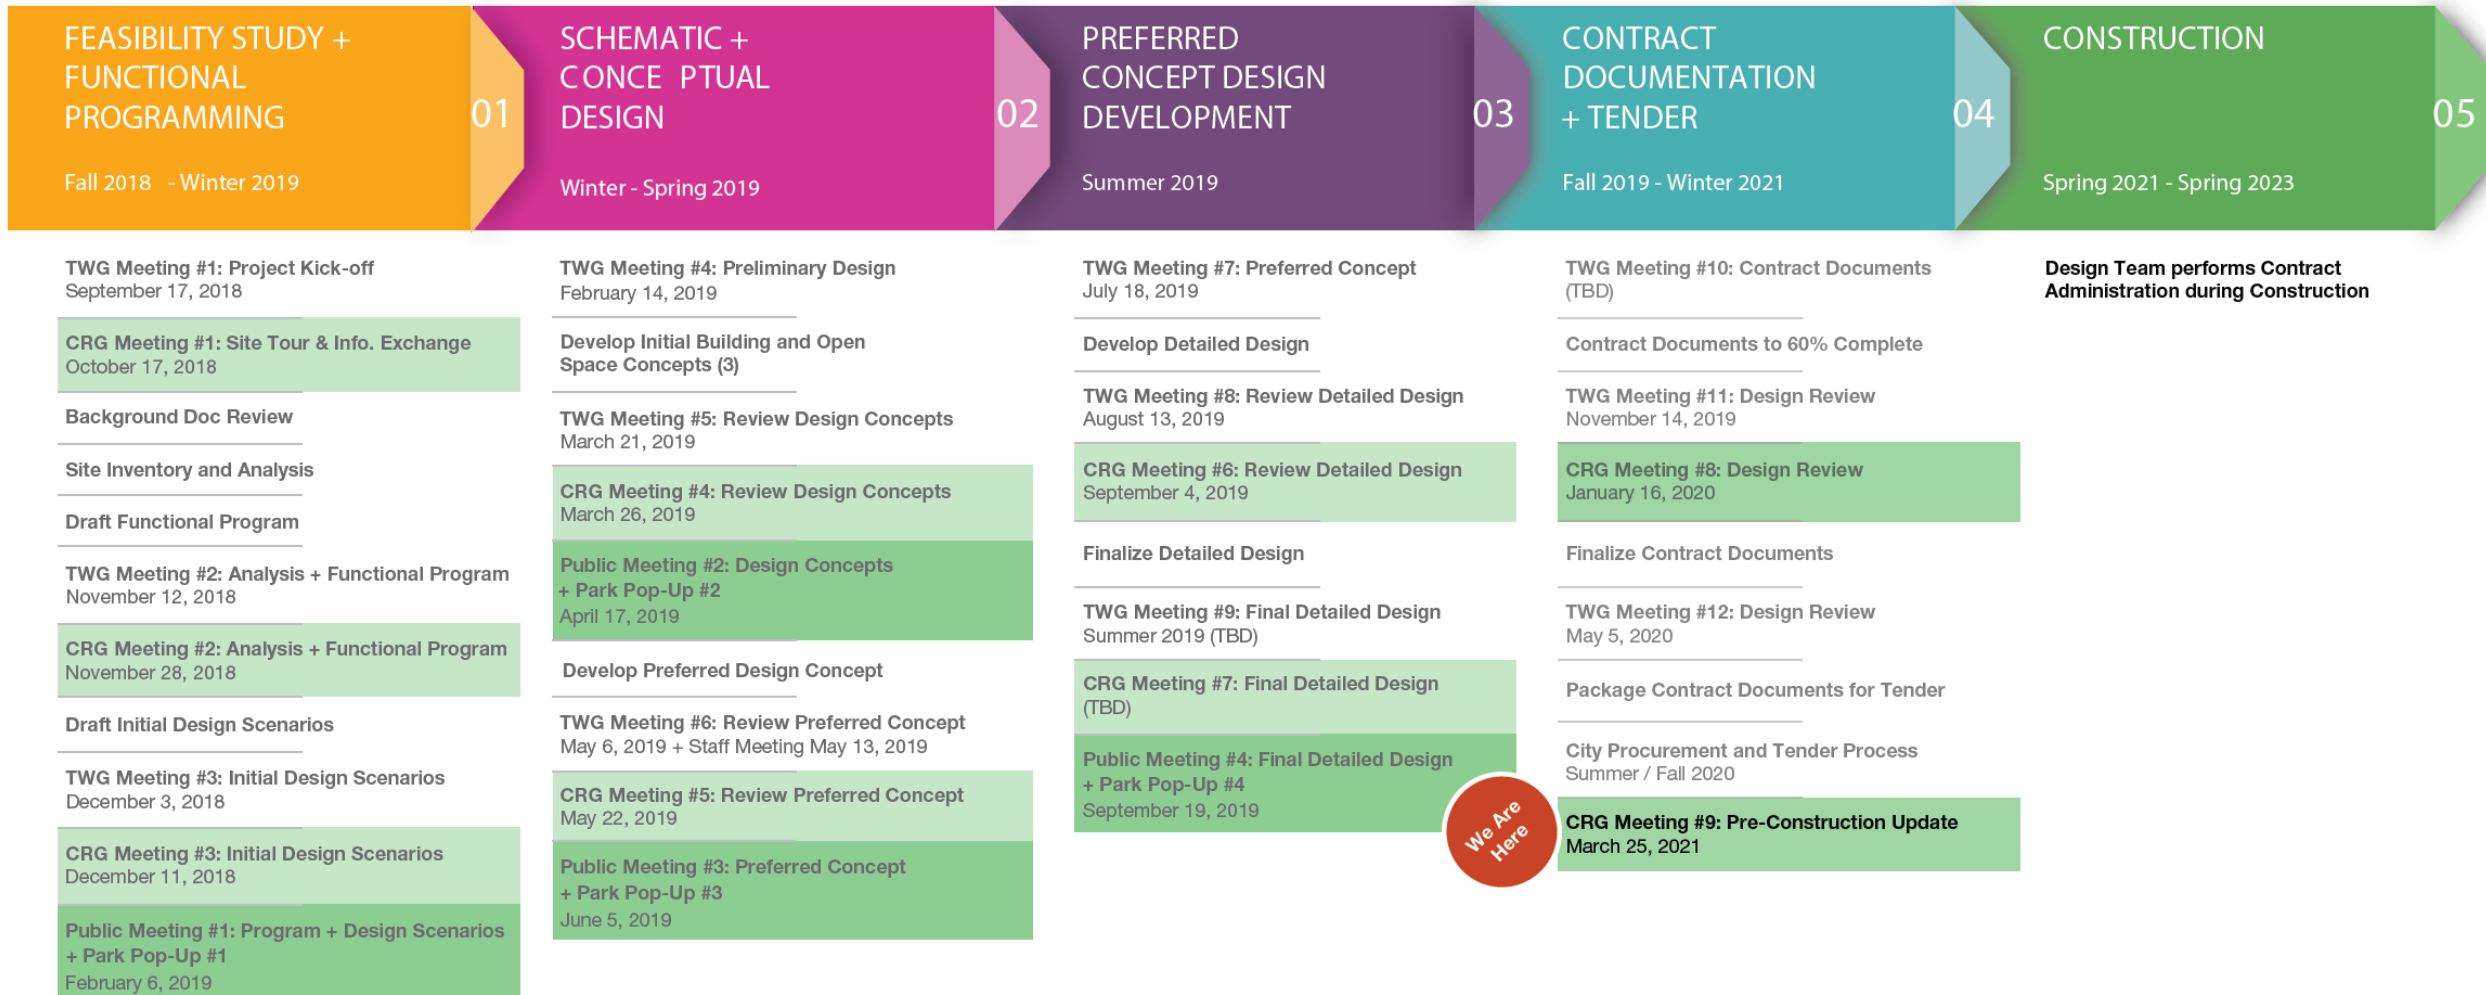 FEASIBILITY STUDY +
FUNCTIONAL
PROGRAMMING
01
Fall 2018 - Winter 2019
SCHEMATIC +
CONCE PTUAL
DESIGN
02
Winter - Spring 2019
PREFERRED
CONCEPT DESIGN
DEVELOPMENT
03
Summer 2019
CONTRACT
DOCUMENTATION
+ TENDER
04
Fall 2019 - Winter 2021
CONSTRUCTION
05
Spring 2021 - Spring 2023
TWG Meeting #1: Project Kick-off
September 17, 2018
CRG Meeting #1: Site Tour & Info. Exchange
October 17, 2018
Background Doc Review
Site Inventory and Analysis
Draft Functional Program
TWG Meeting #2: Analysis + Functional Program
November 12, 2018
CRG Meeting #2: Analysis + Functional Program
November 28, 2018
Draft Initial Design Scenarios
TWG Meeting #3: Initial Design Scenarios
December 3, 2018
CRG Meeting #3: Initial Design Scenarios
December 11, 2018
Public Meeting #1: Program + Design Scenarios
+ Park Pop-Up #1
February 6, 2019
TWG Meeting #4: Preliminary Design
February 14, 2019
Develop Initial Building and Open
Space Concepts (3)
TWG Meeting #5: Review Design Concepts
March 21, 2019
CRG Meeting #4: Review Design Concepts
March 26, 2019
Public Meeting #2: Design Concepts
+ Park Pop-Up #2
April 17, 2019
Develop Preferred Design Concept
TWG Meeting #6: Review Preferred Concept
May 6, 2019 + Staff Meeting May 13, 2019
CRG Meeting #5: Review Preferred Concept
May 22, 2019
Public Meeting #3: Preferred Concept
+ Park Pop-Up #3
June 5, 2019
TWG Meeting #7: Preferred Concept
July 18, 2019
Develop Detailed Design
TWG Meeting #8: Review Detailed Design
August 13, 2019
CRG Meeting #6: Review Detailed Design
September 4, 2019
Finalize Detailed Design
TWG Meeting #9: Final Detailed Design
Summer 2019 (TBD)
CRG Meeting #7: Final Detailed Design
(TBD)
Public Meeting #4: Final Detailed Design
+ Park Pop-Up #4
September 19, 2019
We Are
Here
TWG Meeting #10: Contract Documents
(TBD)
Contract Documents to 60% Complete
TWG Meeting #11: Design Review
November 14, 2019
CRG Meeting #8: Design Review
January 16, 2020
Finalize Contract Documents
TWG Meeting #12: Design Review
May 5, 2020
Package Contract Documents for Tender
City Procurement and Tender Process
Summer / Fall 2020
CRG Meeting #9: Pre-Construction Update
March 25, 2021
Design Team performs Contract
Administration during Construction